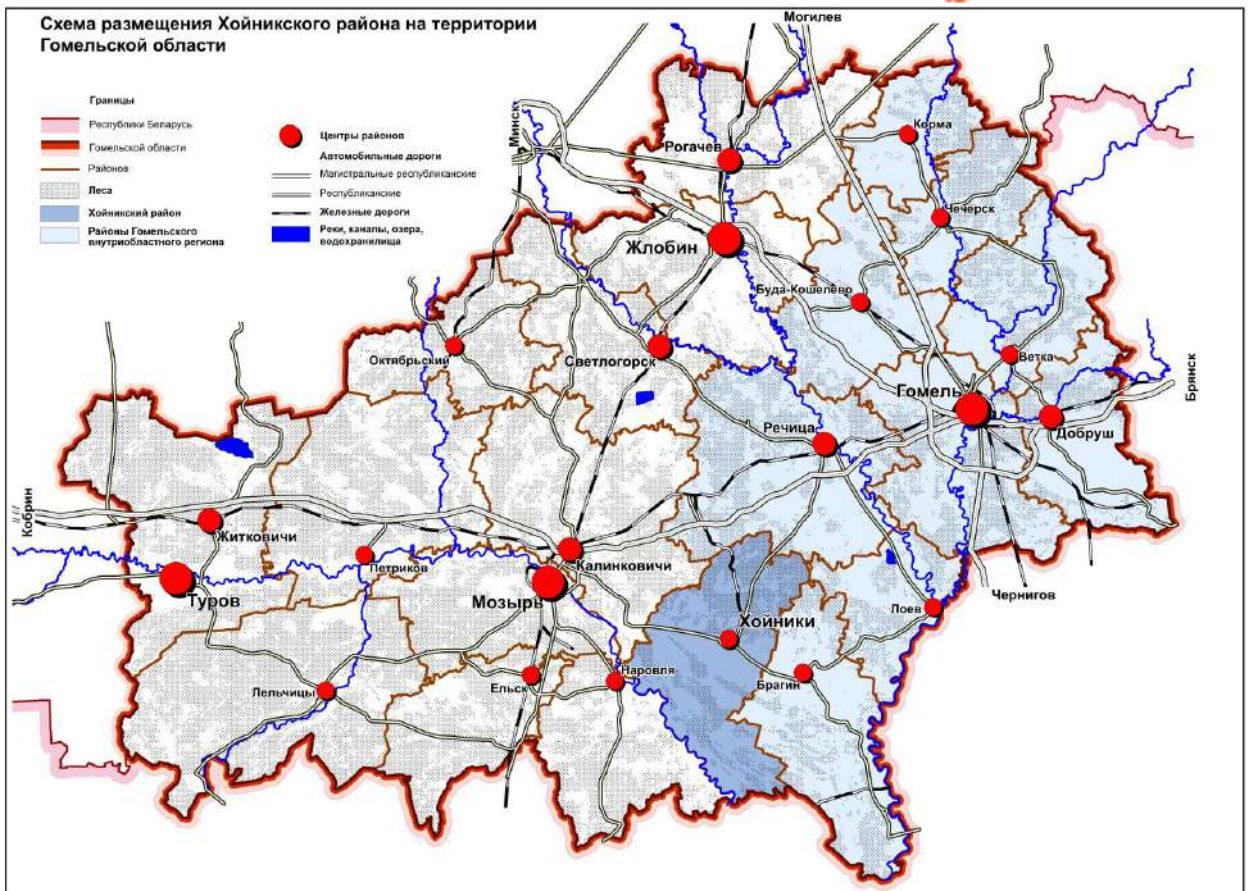 Схема размещения Хойникского района на территории
Гомельской области
Границы
Республики Беларусь
Гомельской области
Районов
Леса
Хойникский район
Районы Гомельского
внутриобластного региона
Центры районов
Автомобильные дороги
Магистральные республиканские
Республиканские
Железные дороги
Реки, каналы, озера,
водохранилища
Могилев
Минск
Корма
Рогачев
Чечерск
Жлобин
Буда-Кошелево
Октябрьский
Светлогорск
Ветка
Брянск
Гомель
Добруш
Речица
Кобрин
Житковичи
Петриков
Калинковичи
Туров
Мозырь
Чернигов
Лоев
Хойники
Наровля
Брагин
Ельск
Лельчицы